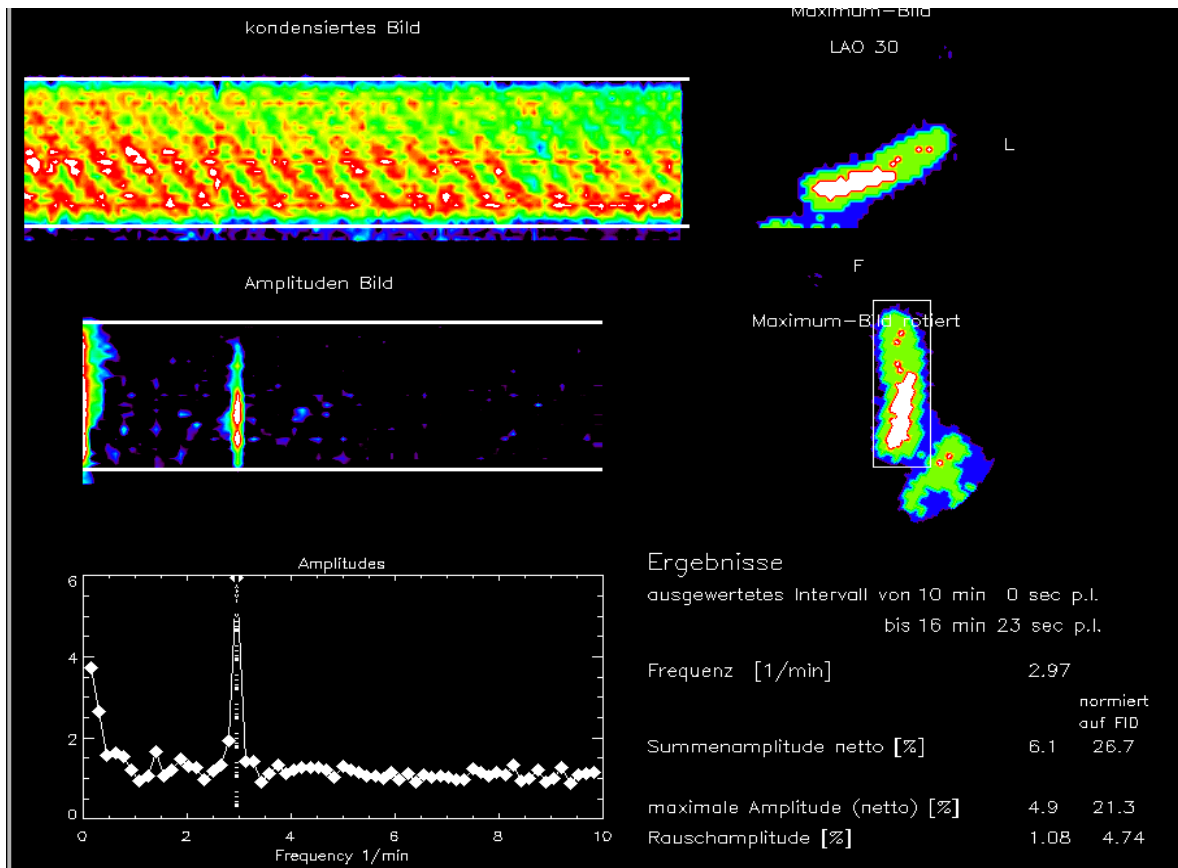 kondensiertes Bild
Maximum-Bild
LAO 30
L
Amplituden Bild
F
Maximum-Bild rotiert
Amplitudes
6
4
2
0
0 2 4 6 8 10
Frequency 1/min
Ergebnisse
ausgewertetes Intervall von 10 min 0 sec p.I.
bis 16 min 23 sec p.I.
Frequenz [1/min] 2.97
normiert
auf FID
Summenamplitude netto [%] 6.1 26.7
maximale Amplitude (netto) [%] 4.9 21.3
Rauschamplitude [%] 1.08 4.74